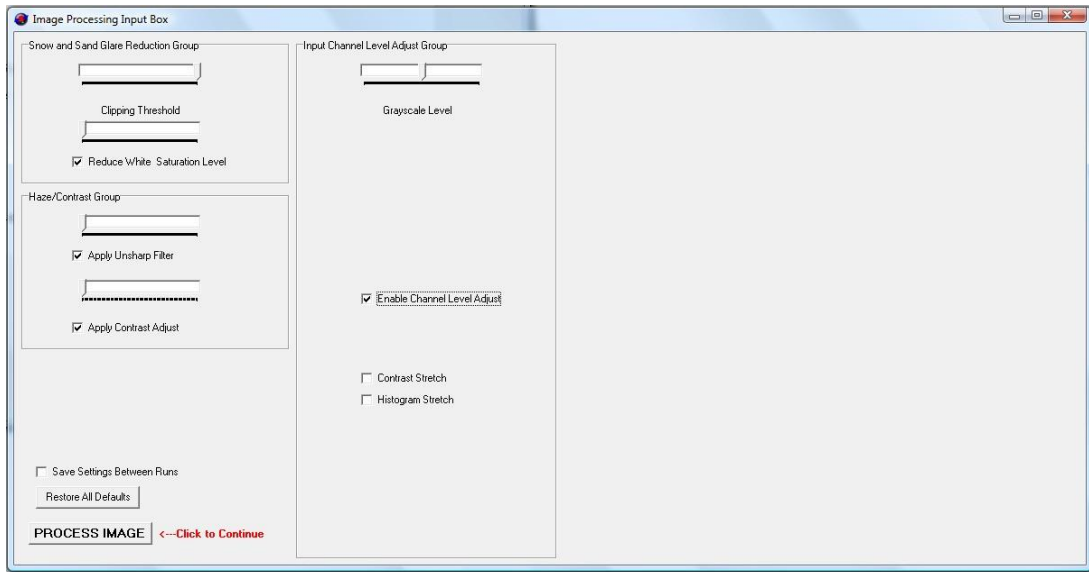 Image Processing Input Box
Snow and Sand Glare Reduction Group
Clipping Threshold
Reduce White Saturation Level
Haze/Contrast Group
Apply Unsharp Filter
Apply Contrast Adjust
Save Settings Between Runs
Restore All Defaults
PROCESS IMAGE <---Click to Continue
Input Channel Level Adjust Group
Grayscale Level
Enable Channel Level Adjust
Contrast Stretch
Histogram Stretch